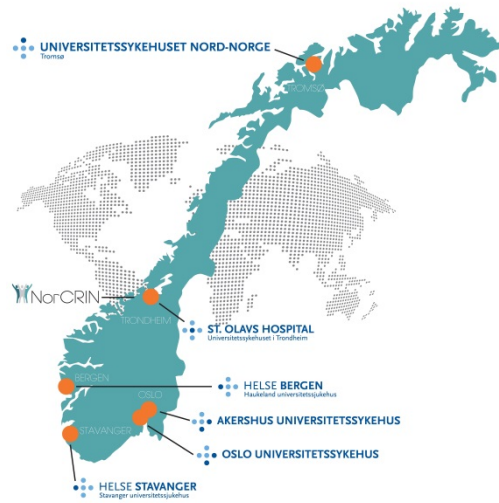 UNIVERSITETSSYKEHUSET NORD-NORGE
Tromsø
TROMSØ
NorCRIN
TRONDHEIM
ST. OLAVS HOSPITAL
Universitetssykehuset i Trondheim
BERGEN
HELSE BERGEN
Haukeland universitetssjukehus
OSLO
AKERSHUS UNIVERSITETSSYKEHUS
STAVANGER
OSLO UNIVERSITETSSYKEHUS
HELSE STAVANGER
Stavanger universitetssjukehus